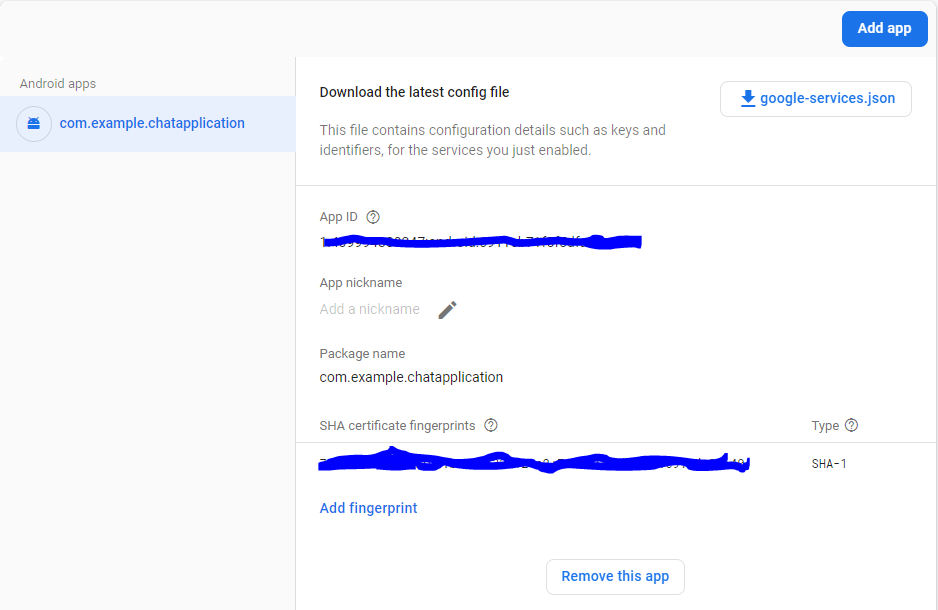 Add app
Android apps
com.example.chatapplication
Download the latest config file
google-services.json
This file contains configuration details such as keys and
identifiers, for the services you just enabled.
App ID
App nickname
Add a nickname
Package name
com.example.chatapplication
SHA certificate fingerprints
Type
SHA-1
Add fingerprint
Remove this app